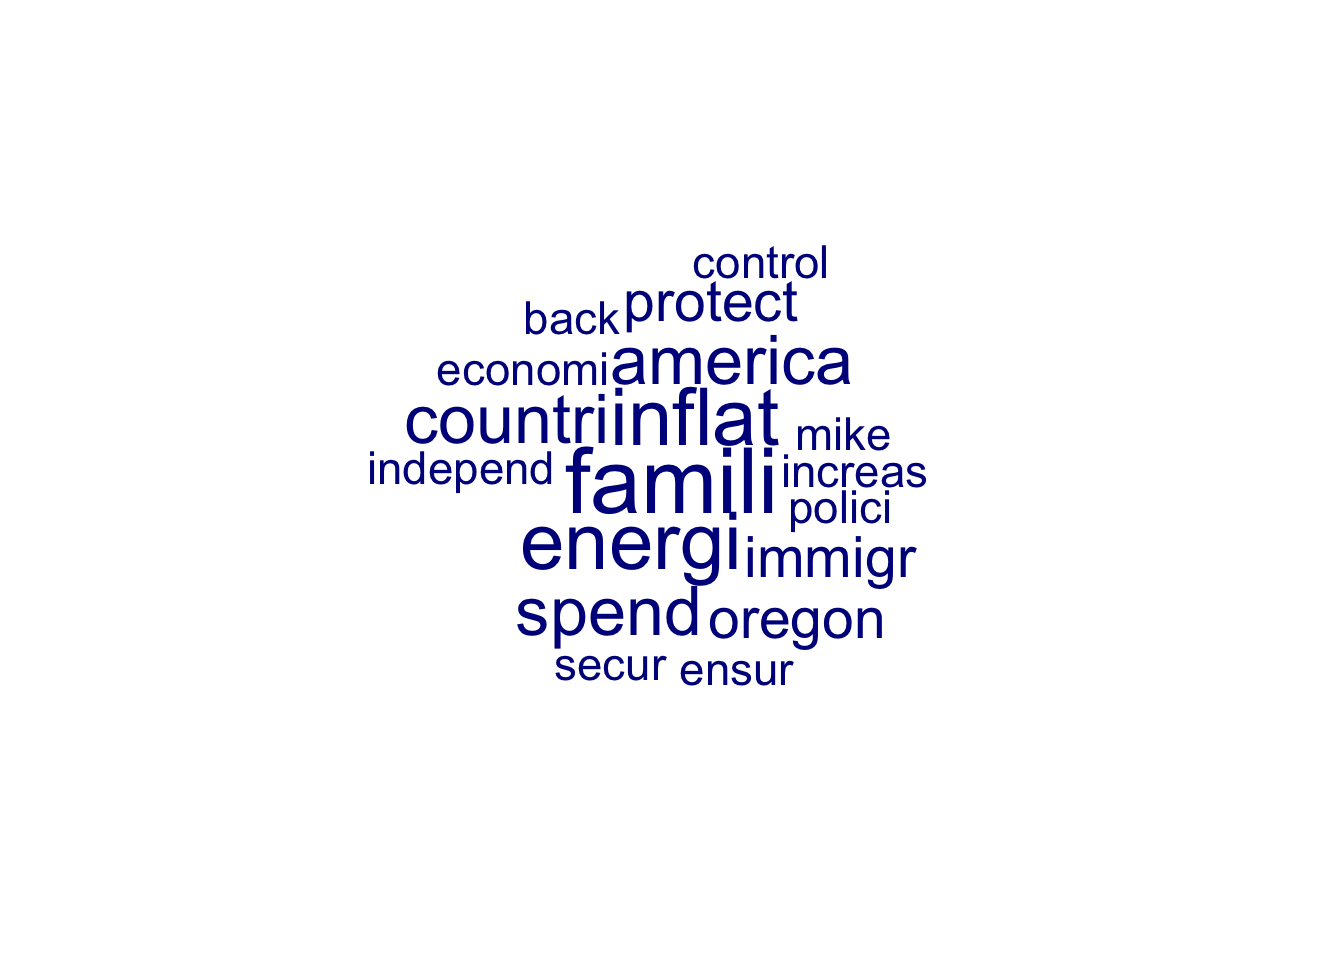 control
back protect
economi america
countri inflat mike
independ famili increas
polici
energi immigr
spend oregon
secur ensur